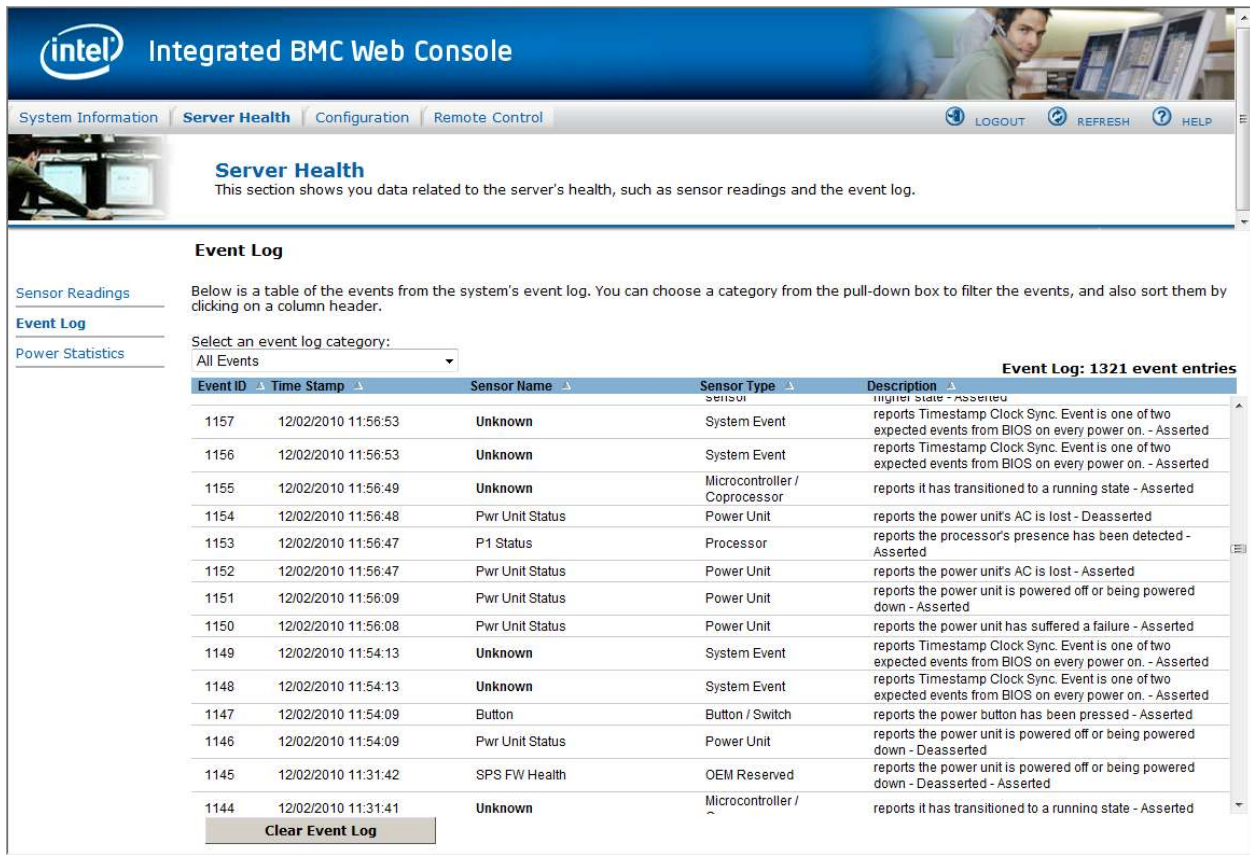 intel Integrated BMC Web Console
System Information Server Health Configuration Remote Control LOGOUT REFRESH HELP
Server Health
This section shows you data related to the server's health, such as sensor readings and the event log.
Event Log
Sensor Readings
Event Log
Power Statistics
Below is a table of the events from the system's event log. You can choose a category from the pull-down box to filter the events, and also sort them by
clicking on a column header.
Select an event log category:
All Events
Event Log: 1321 event entries
Event ID Time Stamp Sensor Name Sensor Type Description
sensor higher state - Asserted
1157 12/02/2010 11:56:53 Unknown System Event reports Timestamp Clock Sync. Event is one of two
expected events from BIOS on every power on. - Asserted
1156 12/02/2010 11:56:53 Unknown System Event reports Timestamp Clock Sync. Event is one of two
expected events from BIOS on every power on. - Asserted
1155 12/02/2010 11:56:49 Unknown Microcontroller / reports it has transitioned to a running state - Asserted
Coprocessor
1154 12/02/2010 11:56:48 Pwr Unit Status Power Unit reports the power unit's AC is lost - Deasserted
1153 12/02/2010 11:56:47 P1 Status Processor reports the processor's presence has been detected -
Asserted
1152 12/02/2010 11:56:47 Pwr Unit Status Power Unit reports the power unit's AC is lost - Asserted
1151 12/02/2010 11:56:09 Pwr Unit Status Power Unit reports the power unit is powered off or being powered
down - Asserted
1150 12/02/2010 11:56:08 Pwr Unit Status Power Unit reports the power unit has suffered a failure - Asserted
1149 12/02/2010 11:54:13 Unknown System Event reports Timestamp Clock Sync. Event is one of two
expected events from BIOS on every power on. - Asserted
1148 12/02/2010 11:54:13 Unknown System Event reports Timestamp Clock Sync. Event is one of two
expected events from BIOS on every power on. - Asserted
1147 12/02/2010 11:54:09 Button Button / Switch reports the power button has been pressed - Asserted
1146 12/02/2010 11:54:09 Pwr Unit Status Power Unit reports the power unit is powered off or being powered
down - Deasserted
1145 12/02/2010 11:31:42 SPS FW Health OEM Reserved reports the power unit is powered off or being powered
down - Deasserted - Asserted
1144 12/02/2010 11:31:41 Unknown Microcontroller / reports it has transitioned to a running state - Asserted
Clear Event Log